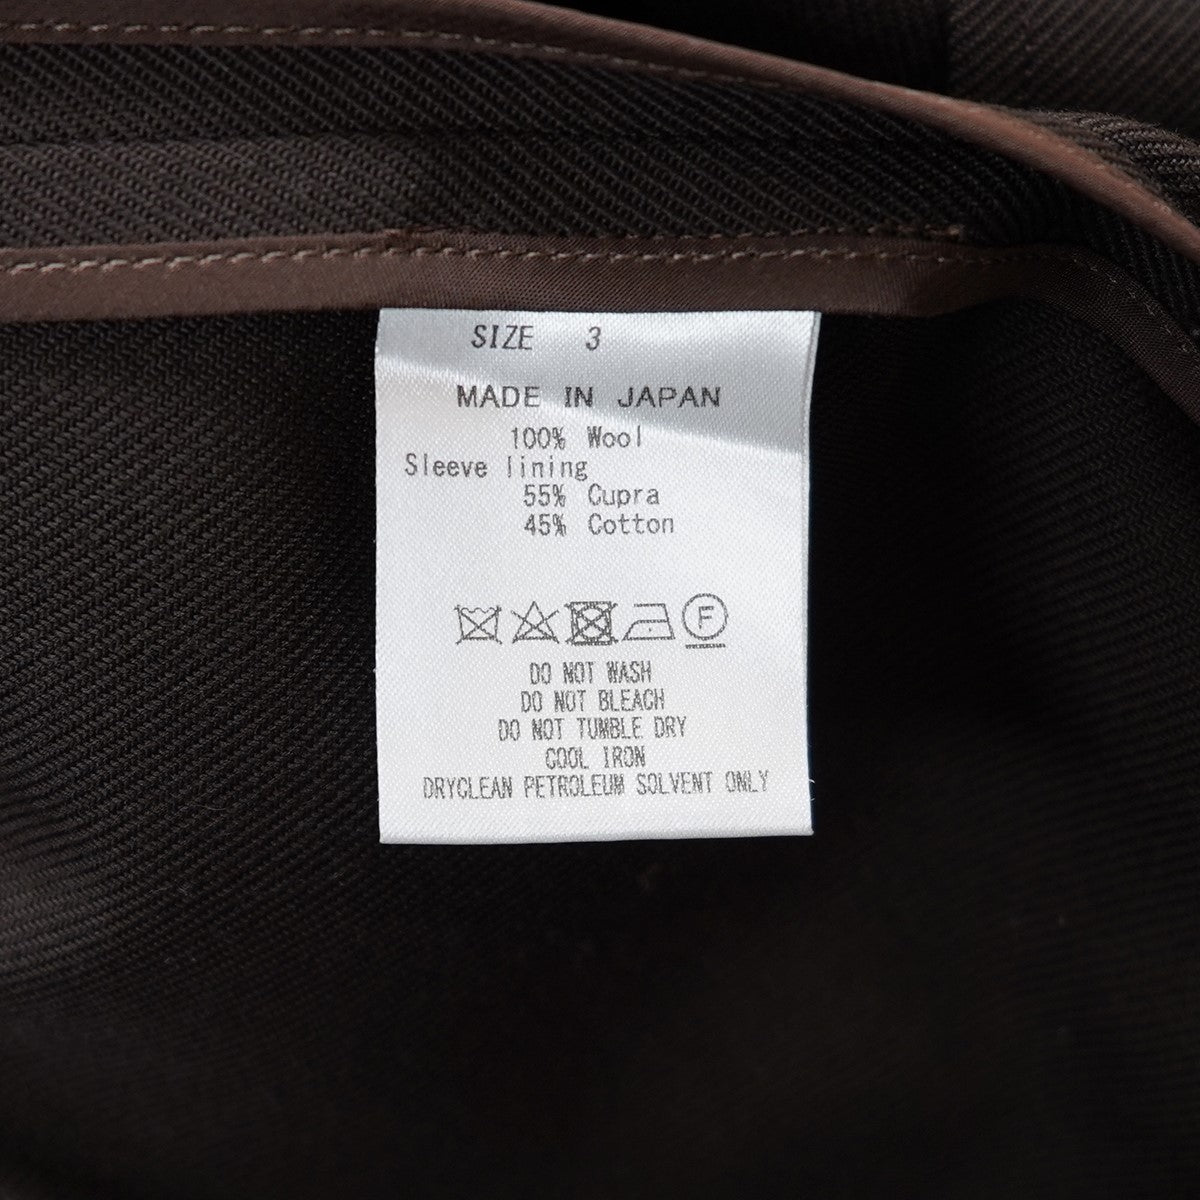 SIZE 3
MADE IN JAPAN
100% Wool
Sleeve lining
55% Cupra
45% Cotton
F
DO NOT WASH
DO NOT BLEACH
DO NOT TUMBLE DRY
COOL IRON
DRYCLEAN PETROLEUM SOLVENT ONLY